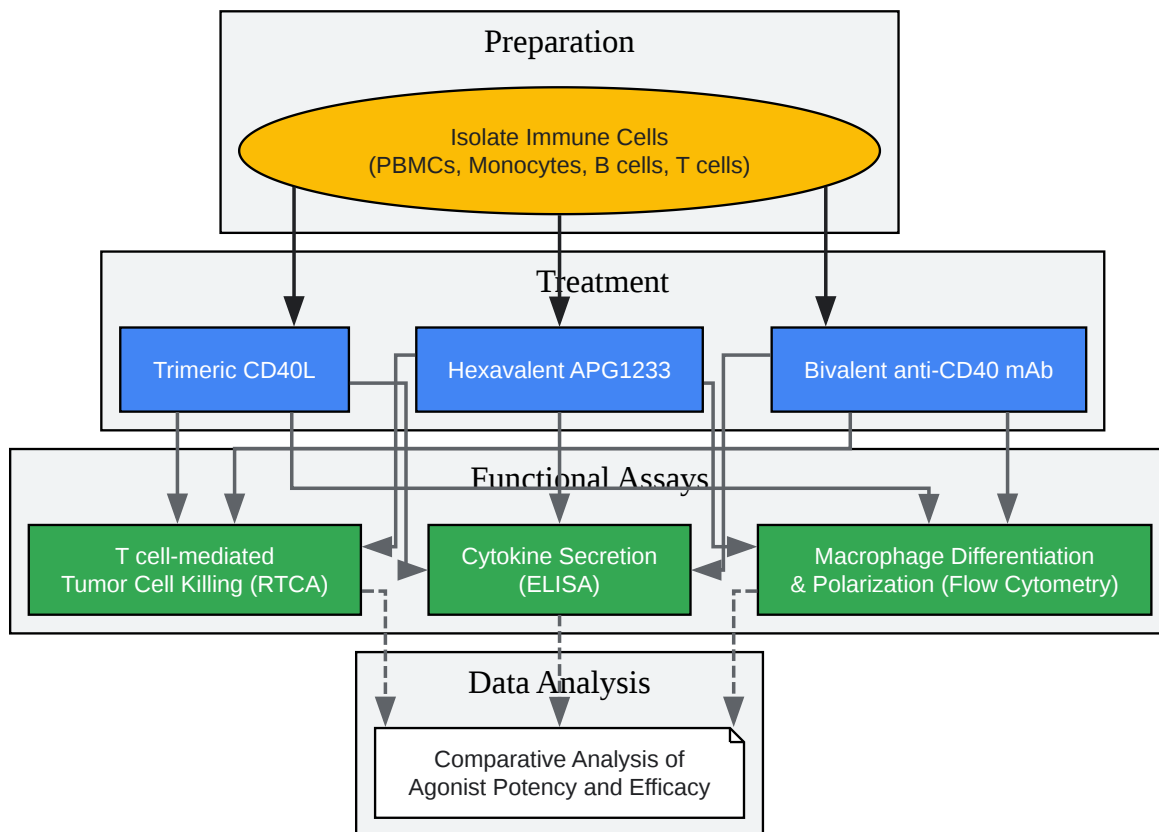 Preparation
Isolate Immune Cells
(PBMCs, Monocytes, B cells, T cells)
Treatment
Trimeric CD40L
Hexavalent APG1233
Bivalent anti-CD40 mAb
Functional Assays
T cell-mediated
Tumor Cell Killing (RTCA)
Cytokine Secretion
(ELISA)
Macrophage Differentiation
& Polarization (Flow Cytometry)
Data Analysis
Comparative Analysis of
Agonist Potency and Efficacy